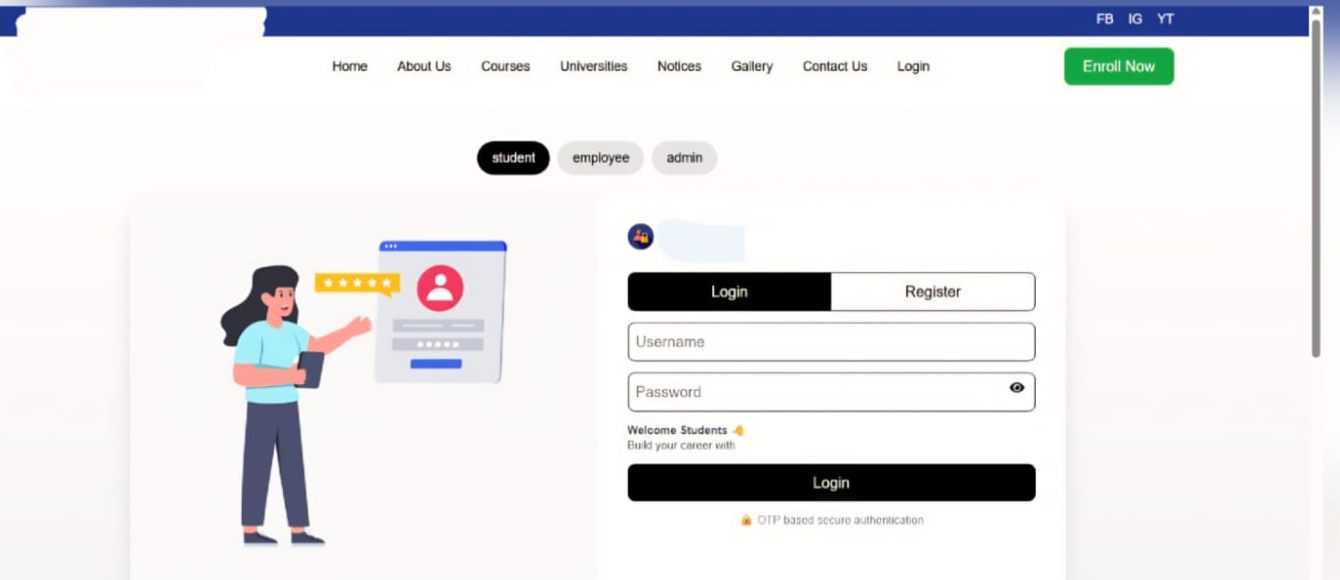 FB IG YT
Home About Us Courses Universities Notices Gallery Contact Us Login Enroll Now
student employee admin
Login Register
Username
Password
Welcome Students
Build your career with
Login
OTP based secure authentication